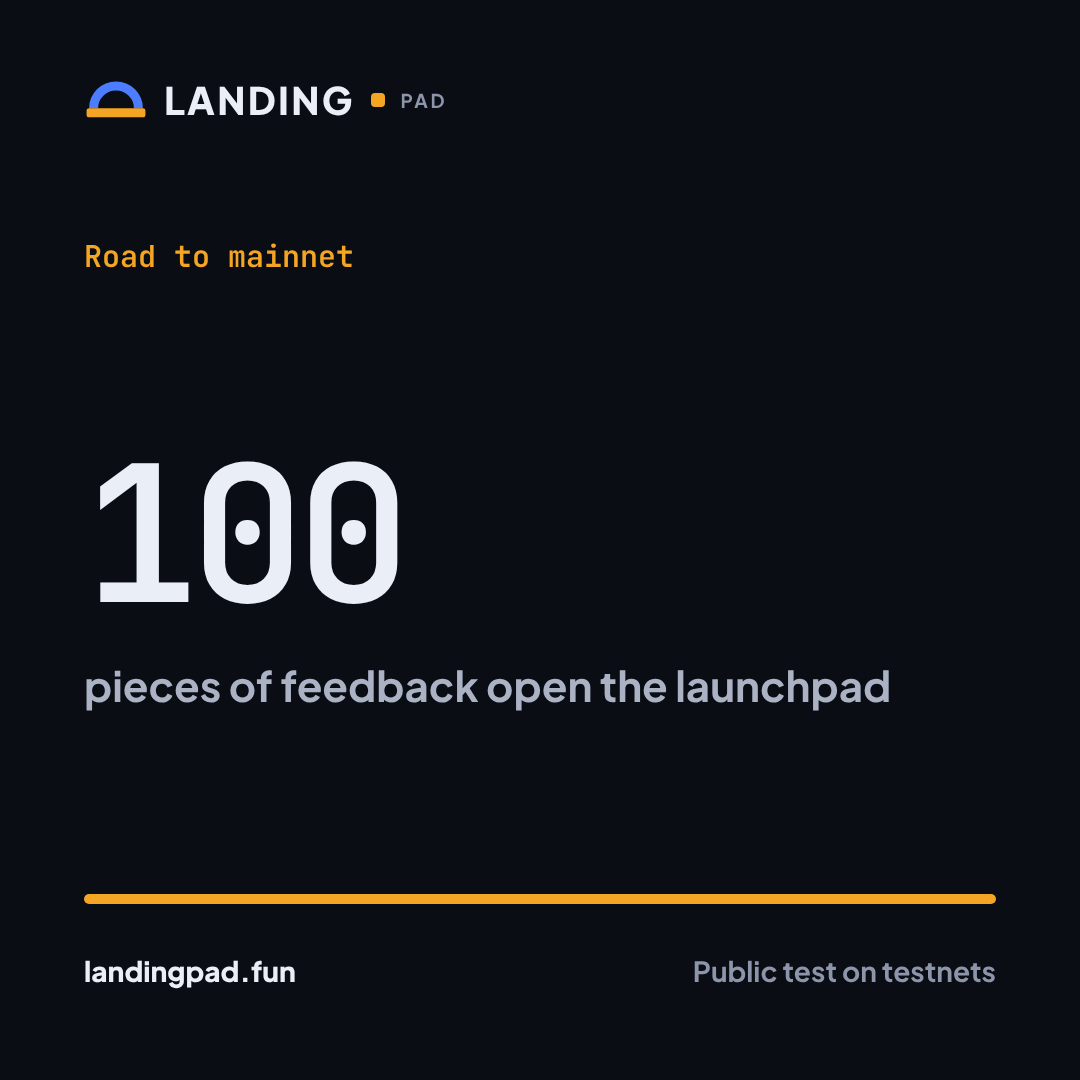 LANDING PAD
Road to mainnet
100
pieces of feedback open the launchpad
landingpad.fun
Public test on testnets